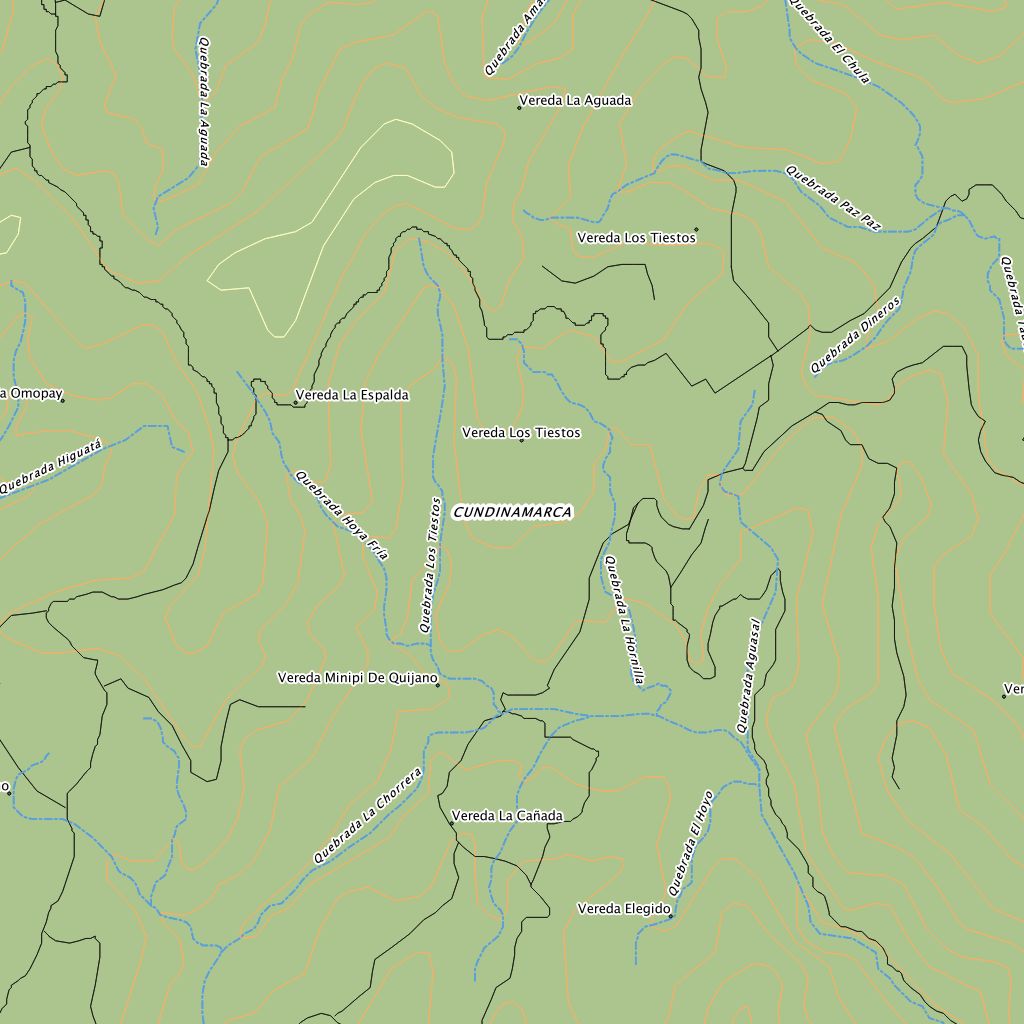 Quebrada El Chula
Quebrada La Aguada
Vereda La Aguada
Quebrada Paz Paz
Vereda Los Tiestos
Quebrada Dineros
Quebrada
Omopay
Vereda La Espalda
Vereda Los Tiestos
Quebrada Higuatá
Quebrada Hoya Fría
Quebrada Los Tiestos
CUNDINAMARCA
Quebrada La Hornilla
Quebrada Aguasal
Vereda Minipi De Quijano
Quebrada La Chorrera
Vereda La Cañada
Quebrada El Hoyo
Vereda Elegido